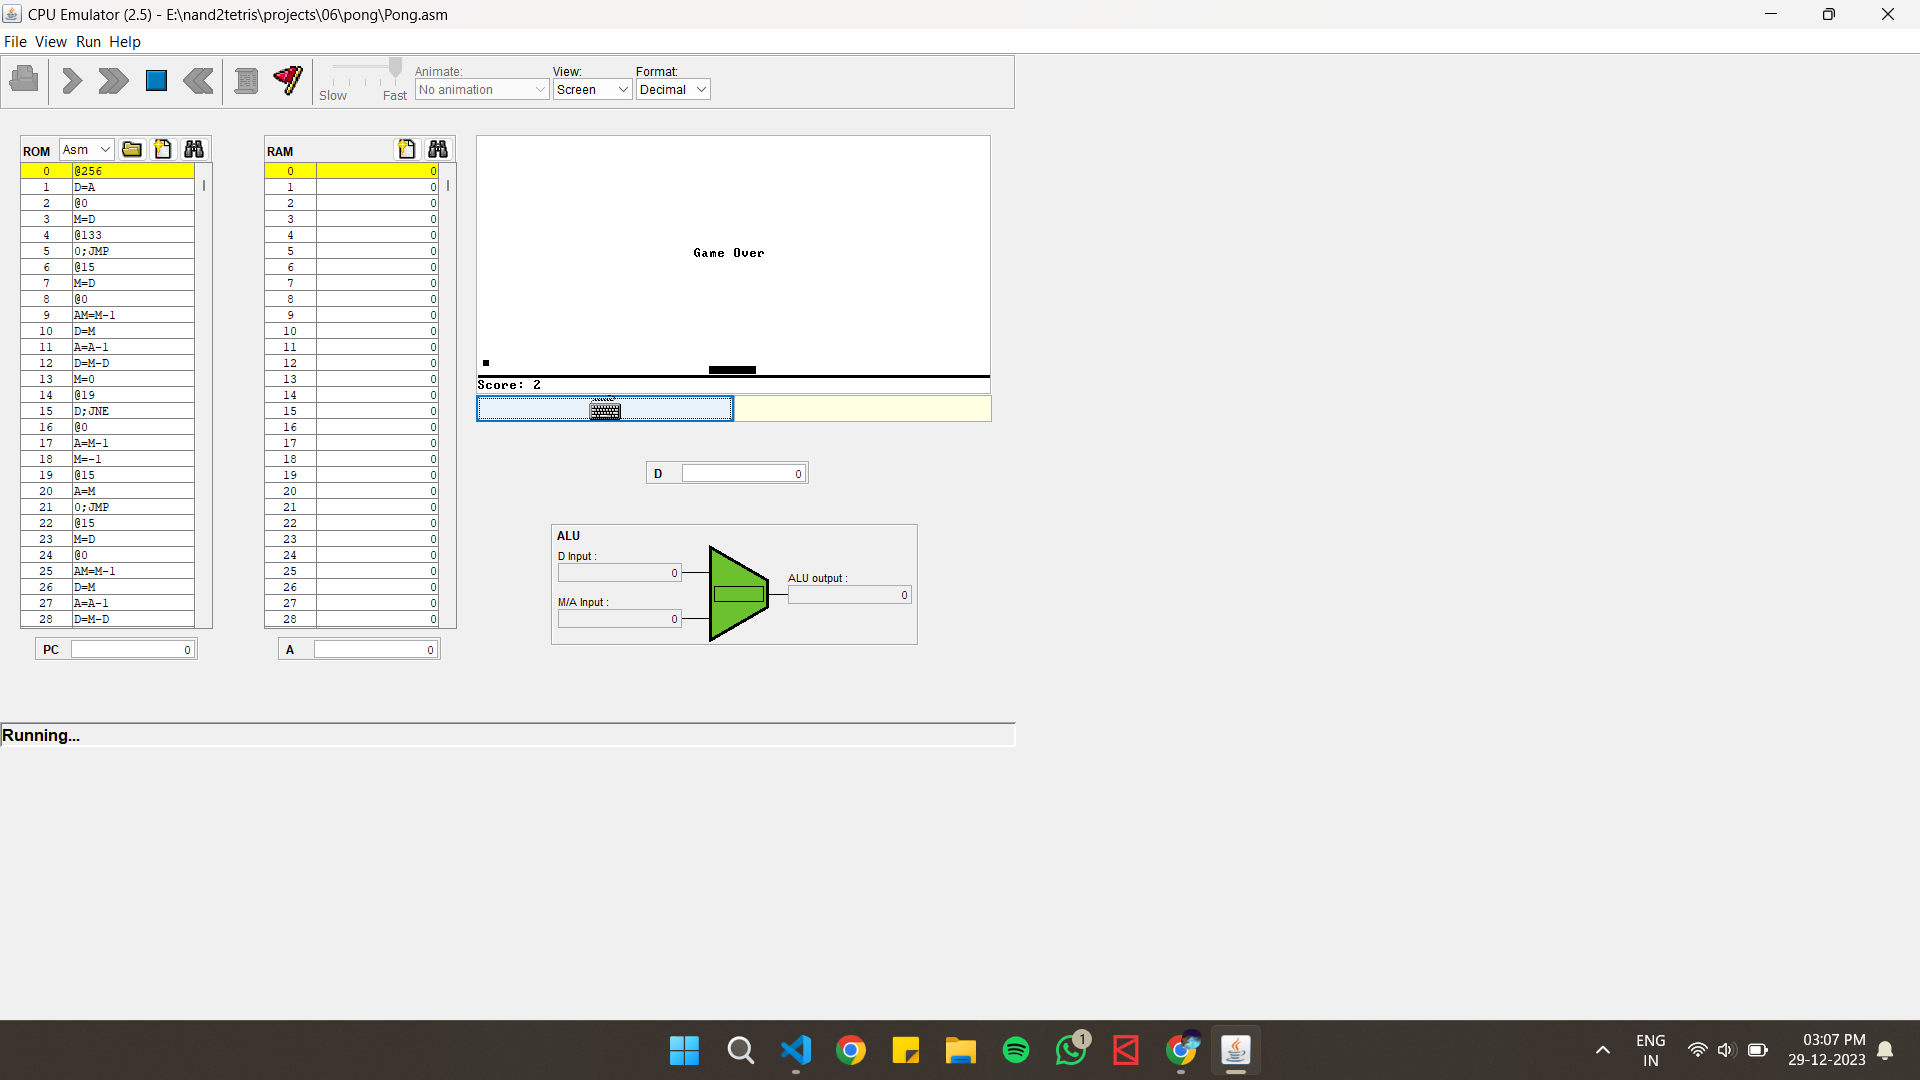 CPU Emulator (2.5) - E:\nand2tetris\projects\06\pong\Pong.asm
File View Run Help
Slow Fast
Animate:
No animation
View:
Screen
Format:
Decimal
ROM Asm
0 @256
1 D=A
2 @0
3 M=D
4 @133
5 0;JMP
6 @15
7 M=D
8 @0
9 AM=M-1
10 D=M
11 A=A-1
12 D=M-D
13 M=0
14 @19
15 D;JNE
16 @0
17 A=M-1
18 M=-1
19 @15
20 A=M
21 0;JMP
22 @15
23 M=D
24 @0
25 AM=M-1
26 D=M
27 A=A-1
28 D=M-D
PC 0
RAM
0 0
1 0
2 0
3 0
4 0
5 0
6 0
7 0
8 0
9 0
10 0
11 0
12 0
13 0
14 0
15 0
16 0
17 0
18 0
19 0
20 0
21 0
22 0
23 0
24 0
25 0
26 0
27 0
28 0
A 0
Game Over
Score: 2
D 0
ALU
D Input :
0
M/A Input :
0
ALU output :
0
Running...
1
ENG
IN
03:07 PM
29-12-2023